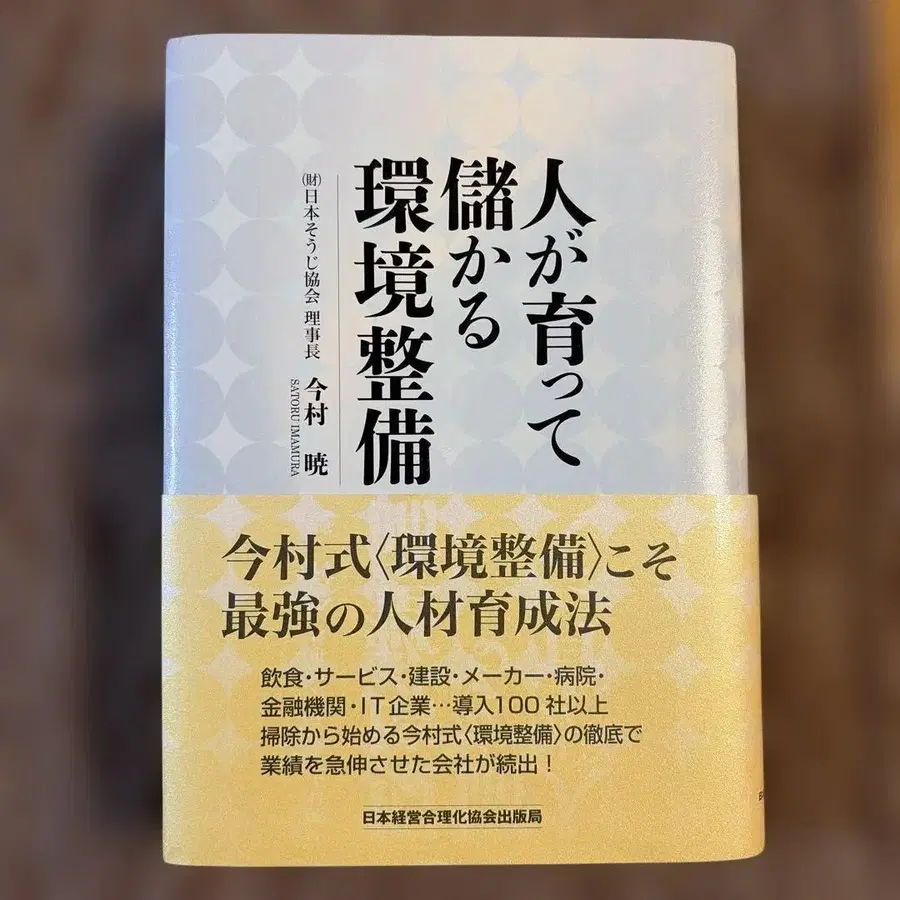 人が育って
儲かる
環境整備
(財)日本そうじ協会 理事長 今村 暁
SATORU IMAMURA
今村式〈環境整備〉こそ
最強の人材育成法
飲食・サービス・建設・メーカー・病院・
金融機関・IT企業…導入100社以上
掃除から始める今村式〈環境整備〉の徹底で
業績を急伸させた会社が続出!
日本経営合理化協会出版局